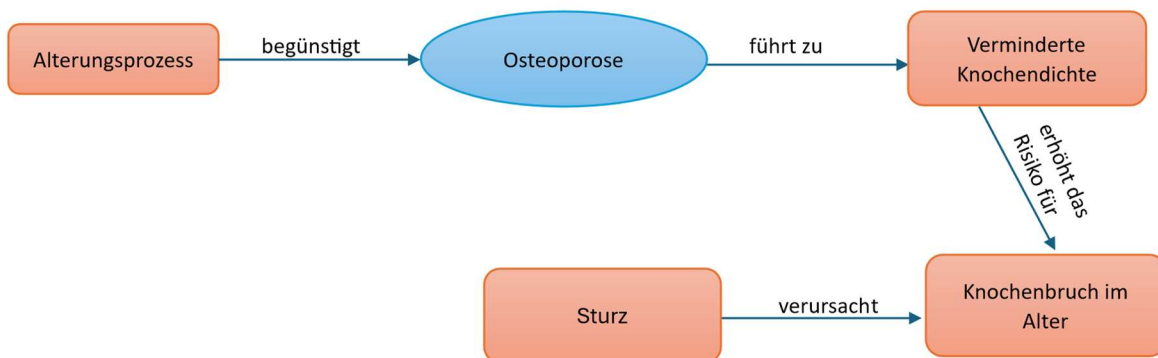 Alterungsprozess
begünstigt
Osteoporose
führt zu
Verminderte
Knochendichte
erhöht das
Risiko für
Sturz
verursacht
Knochenbruch im
Alter